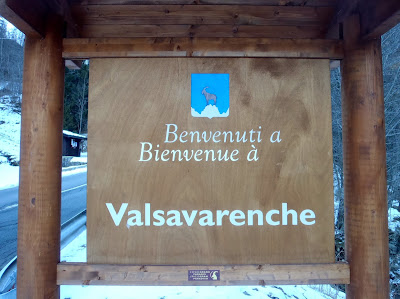 Benvenuti a
Bienvenue à
Valsavarenche